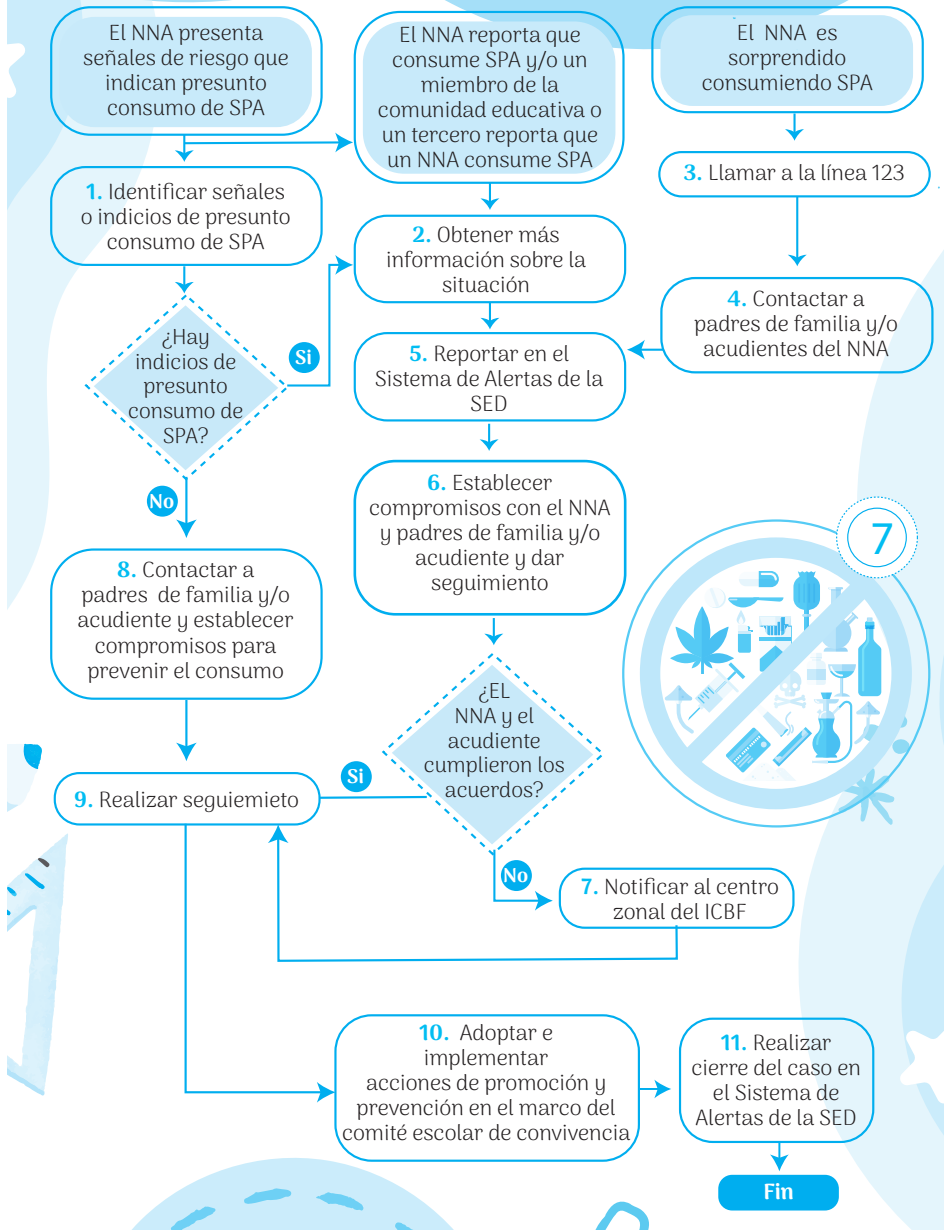 El NNA presenta
señales de riesgo que
indican presunto
consumo de SPA
El NNA reporta que
consume SPA y/o un
miembro de la
comunidad educativa o
un tercero reporta que
un NNA consume SPA
El NNA es
sorprendido
consumiendo SPA
1. Identificar señales
o indicios de presunto
consumo de SPA
2. Obtener más
información sobre la
situación
3. Llamar a la línea 123
4. Contactar a
padres de familia y/o
acudientes del NNA
¿Hay
indicios de
presunto
consumo de
SPA?
Si
No
5. Reportar en el
Sistema de Alertas de la
SED
6. Establecer
compromisos con el NNA
y padres de familia y/o
acudiente y dar
seguimiento
7
8. Contactar a
padres de familia y/o
acudiente y establecer
compromisos para
prevenir el consumo
¿EL
NNA y el
acudiente
cumplieron los
acuerdos?
Si
No
9. Realizar seguiemieto
7. Notificar al centro
zonal del ICBF
10. Adoptar e
implementar
acciones de promoción y
prevención en el marco del
comité escolar de convivencia
11. Realizar
cierre del caso en
el Sistema de
Alertas de la SED
Fin